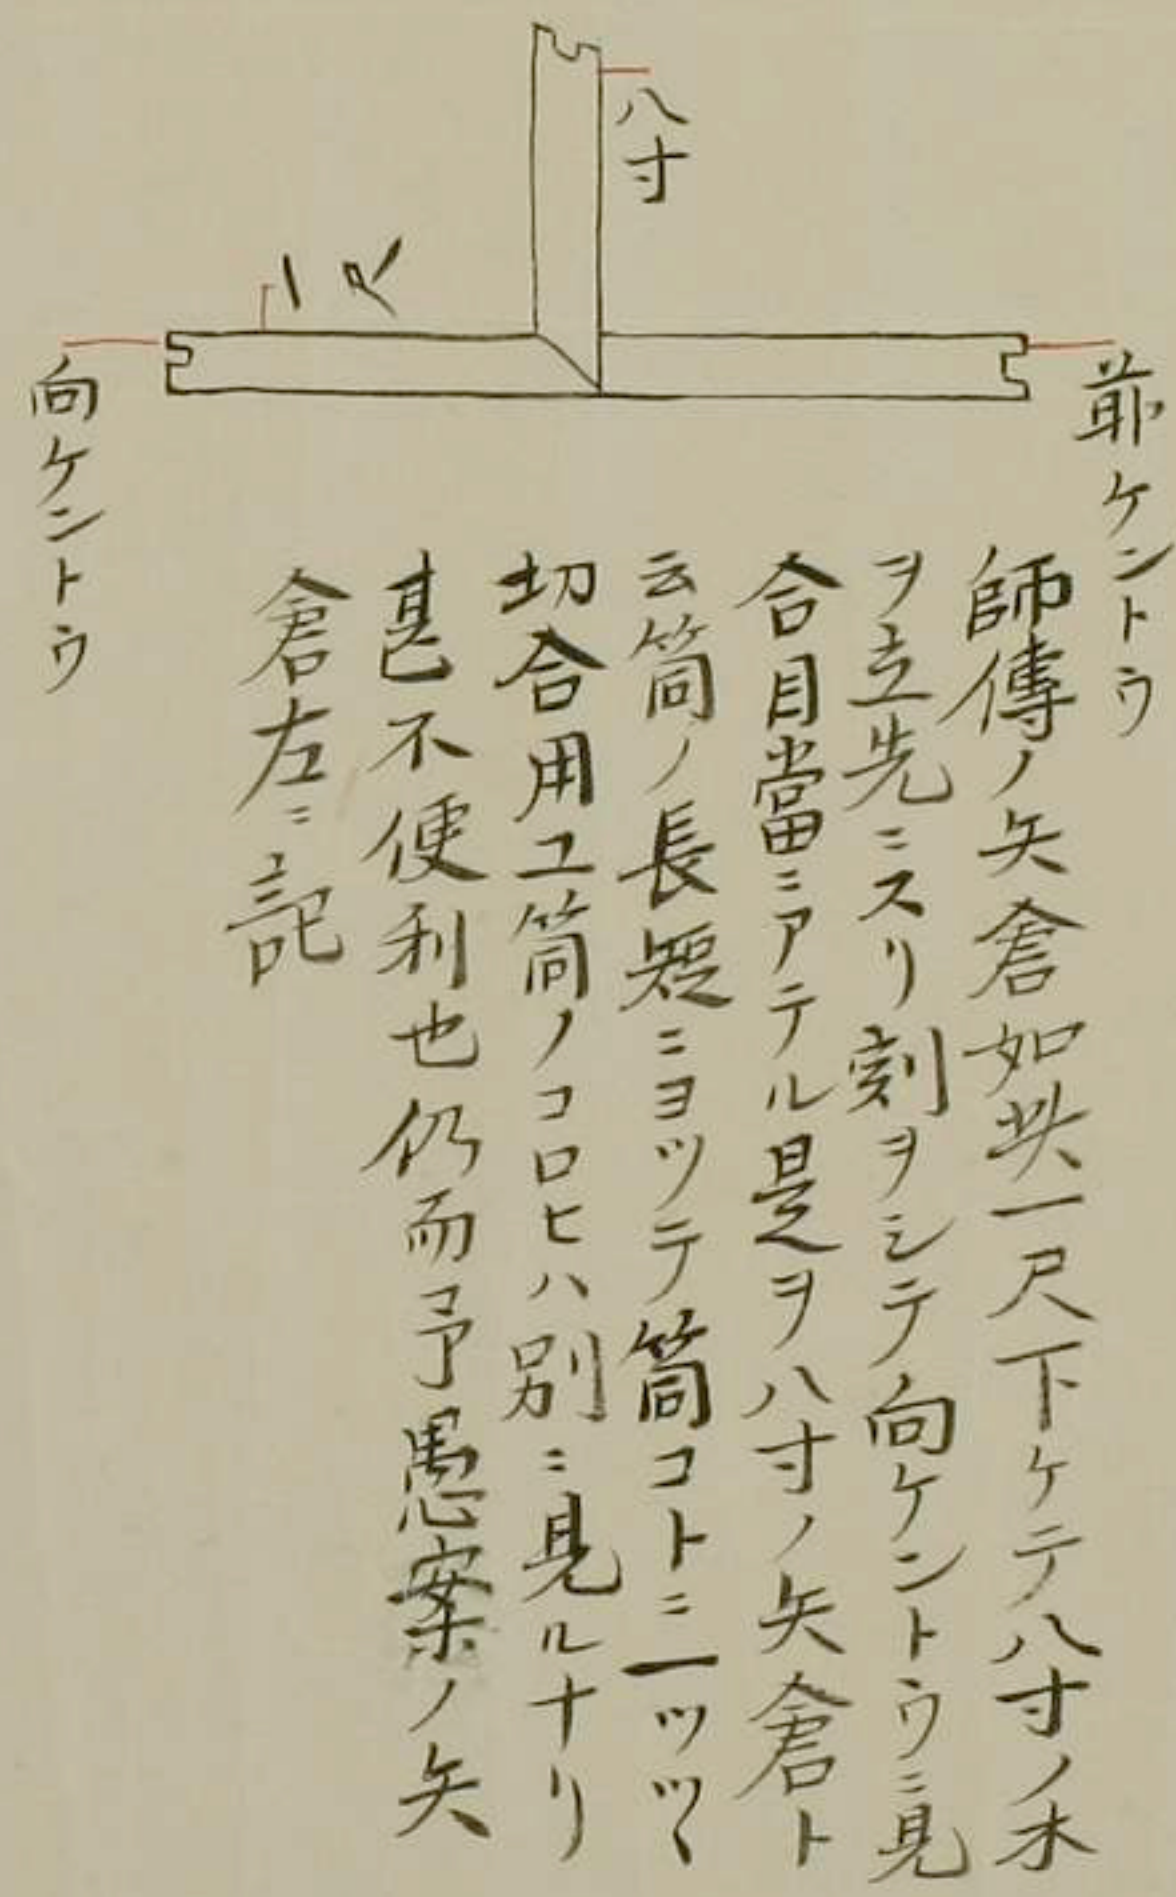 八寸
一尺
前ケントウ
向ケントウ
師傳ノ矢倉如此一尺下ケテ八寸ノ木
ヲ立先ニスリ割ヲシテ向ケントウニ見
合目當ニアテル是ヲ八寸ノ矢倉ト
云筒ノ長短ニヨツテ筒コトニ一ツツヽ
切合用ユ筒ノコロヒハ別ニ見ルナリ
甚不便利也仍而予愚案ノ矢
倉左ニ記